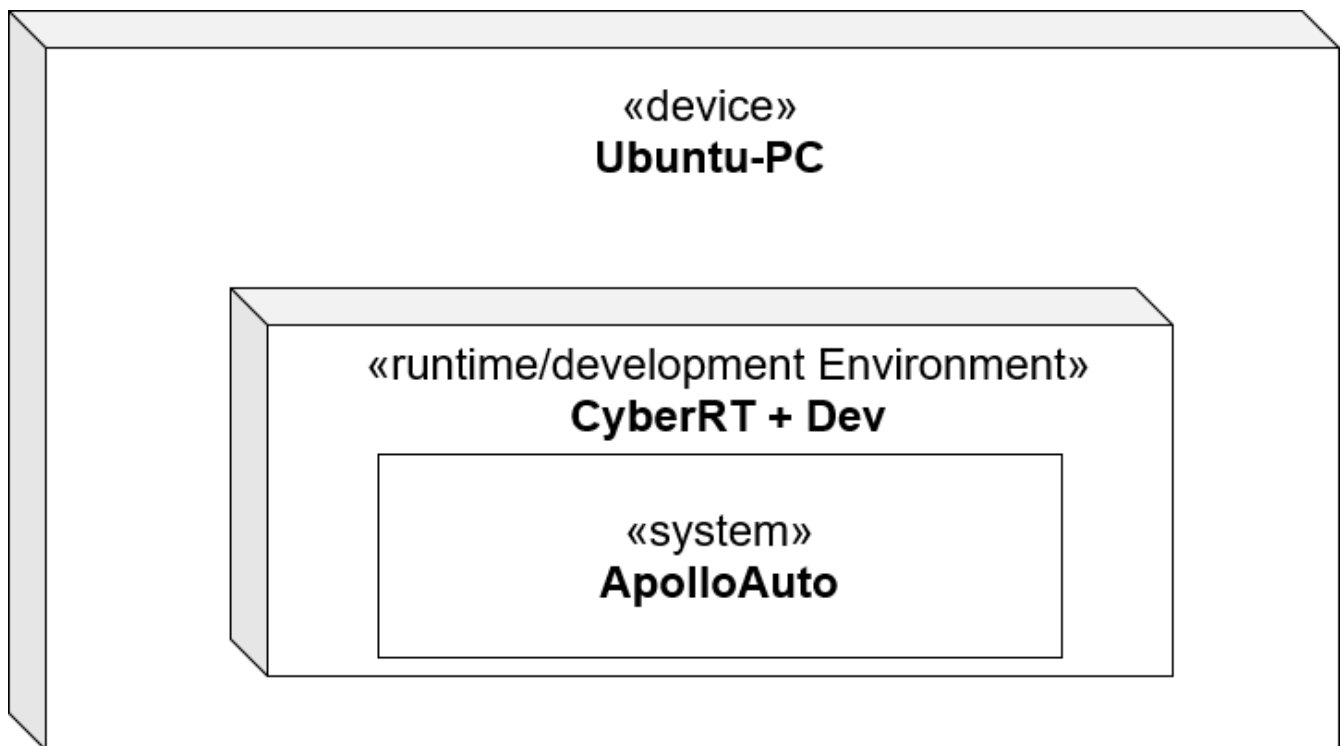 «device»
Ubuntu-PC
«runtime/development Environment»
CyberRT + Dev
«system»
ApolloAuto